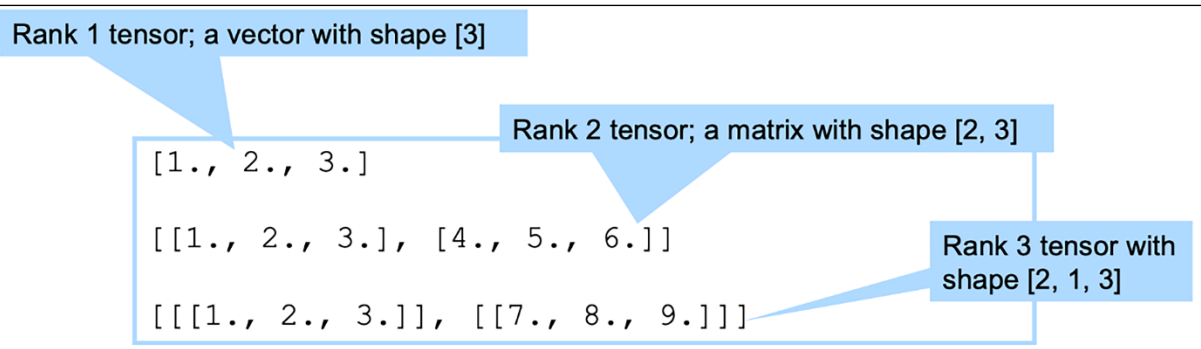 Rank 1 tensor; a vector with shape [3]
Rank 2 tensor; a matrix with shape [2, 3]
[1., 2., 3.]
[[1., 2., 3.], [4., 5., 6.]]
Rank 3 tensor with
shape [2, 1, 3]
[[[1., 2., 3.]], [[7., 8., 9.]]]